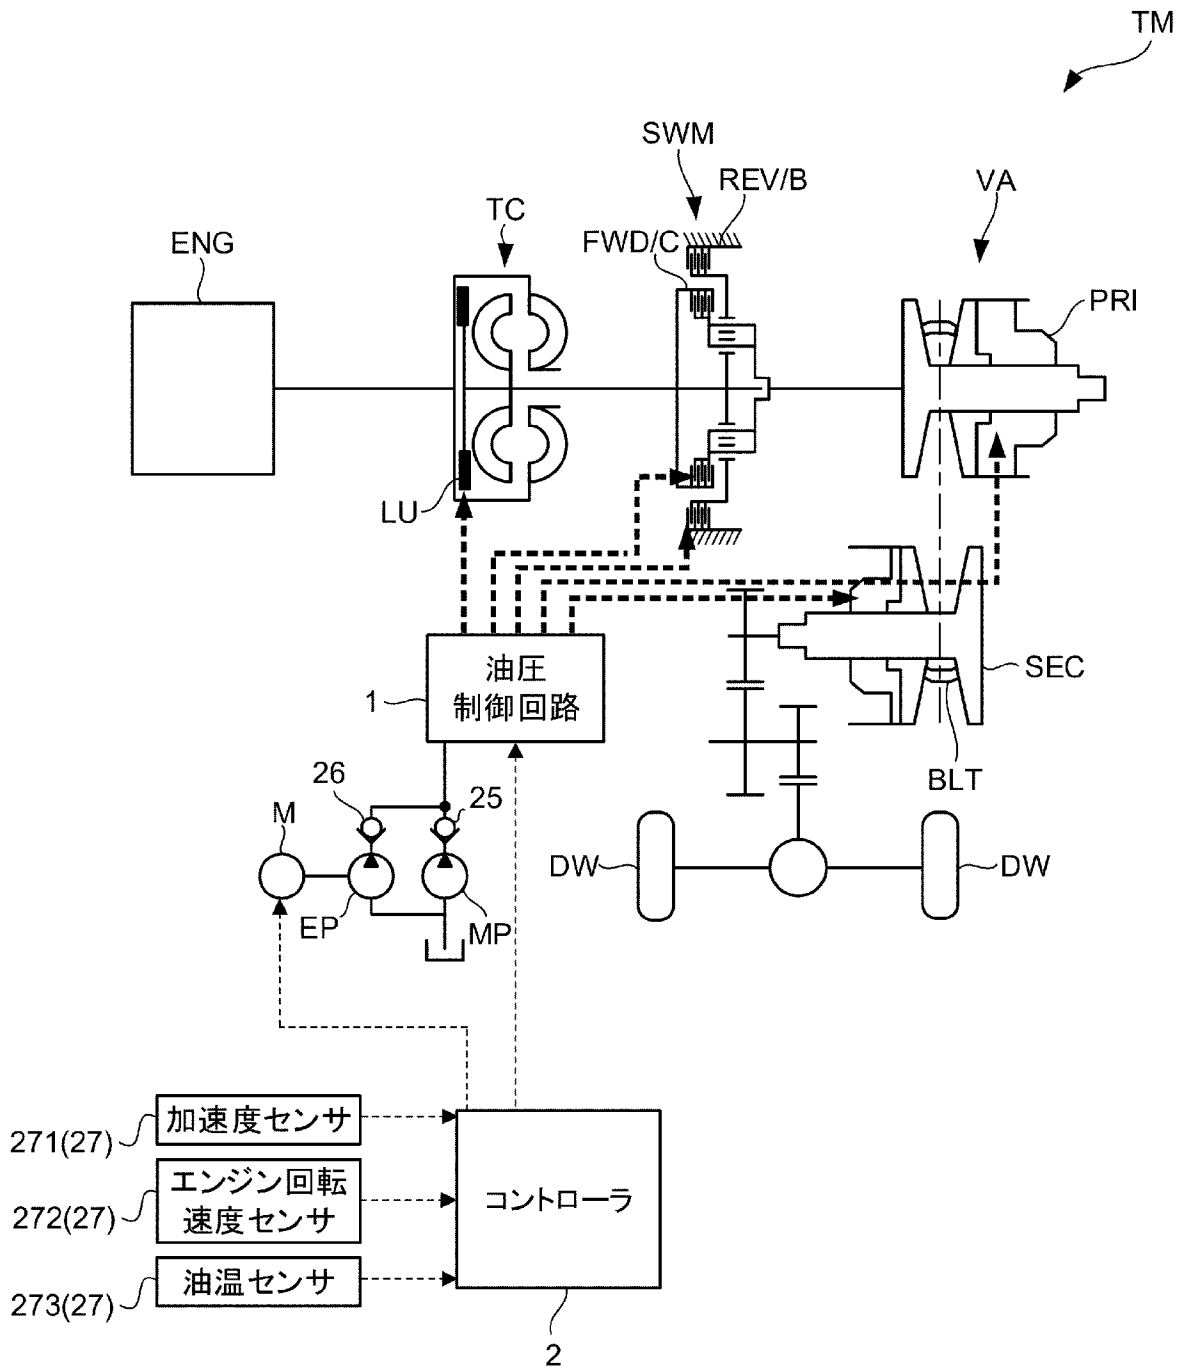 TM
SWM
REV/B
VA
TC
FWD/C
ENG
PRI
LU
油圧
制御回路
1
SEC
BLT
26
25
M
DW
DW
EP
MP
加速度センサ
271(27)
エンジン回転
速度センサ
272(27)
コントローラ
油温センサ
273(27)
2